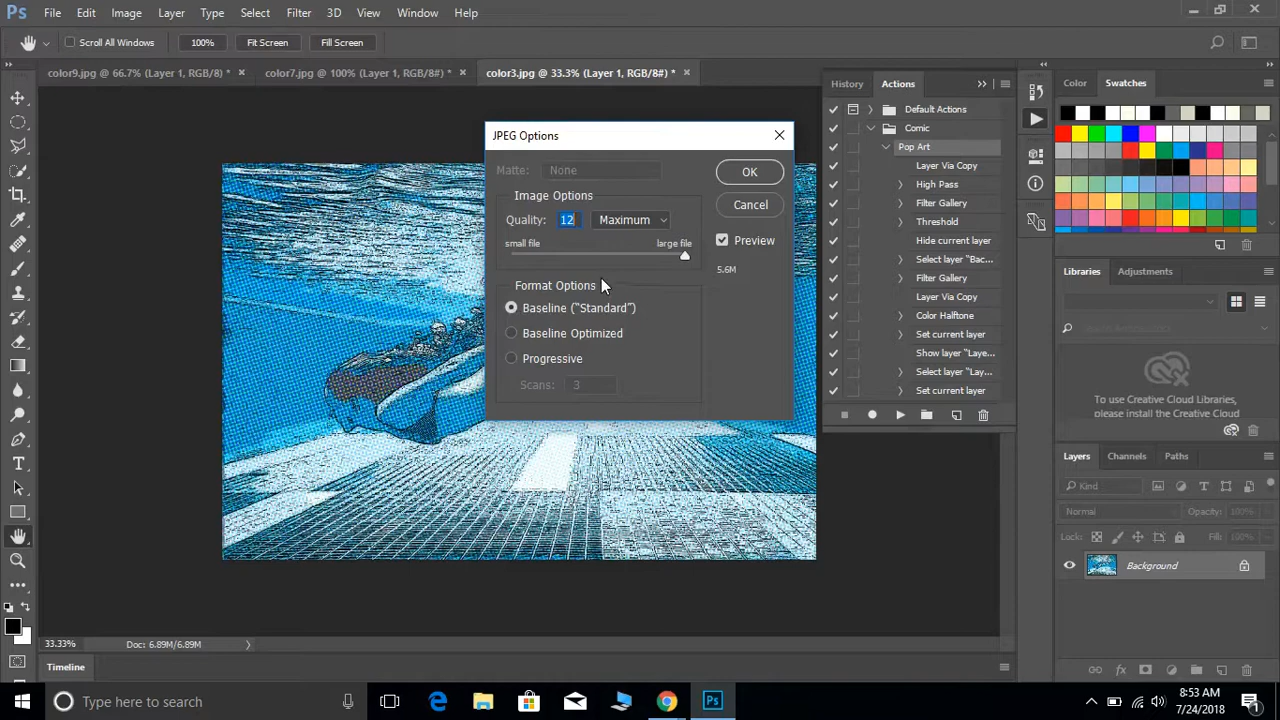 Ps File Edit Image Layer Type Select Filter 3D View Window Help
Scroll All Windows 100% Fit Screen Fill Screen
color9.jpg @ 66.7% (Layer 1, RGB/8) * color7.jpg @ 100% (Layer 1, RGB/8#) * color3.jpg @ 33.3% (Layer 1, RGB/8#) *
History Actions
Default Actions
Comic
Pop Art
Layer Via Copy
High Pass
Filter Gallery
Threshold
Hide current layer
Select layer "Bac...
Filter Gallery
Layer Via Copy
Color Halftone
Set current layer
Show layer "Laye...
Select layer "Lay...
Set current layer
JPEG Options
Matte: None
OK
Image Options
Quality: 12 Maximum
Cancel
small file large file
Preview
5.6M
Format Options
Baseline ("Standard")
Baseline Optimized
Progressive
Scans: 3
Color Swatches
Libraries Adjustments
To use Creative Cloud Libraries,
please install the Creative Cloud
Layers Channels Paths
Kind
Normal Opacity: 100%
Lock: Fill: 100%
Background
33.33% Doc: 6.89M/6.89M
Timeline
Type here to search
Ps
8:53 AM
7/24/2018